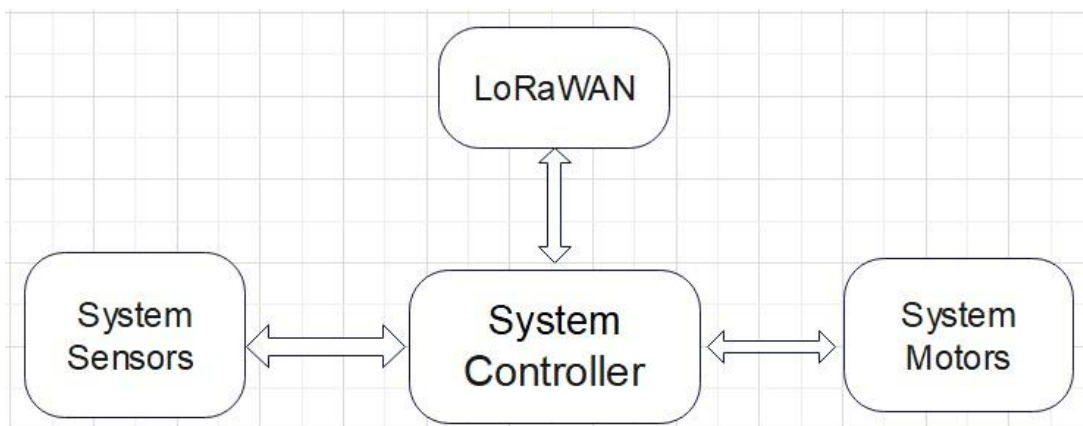 LoRaWAN
System
Sensors
System
Controller
System
Motors